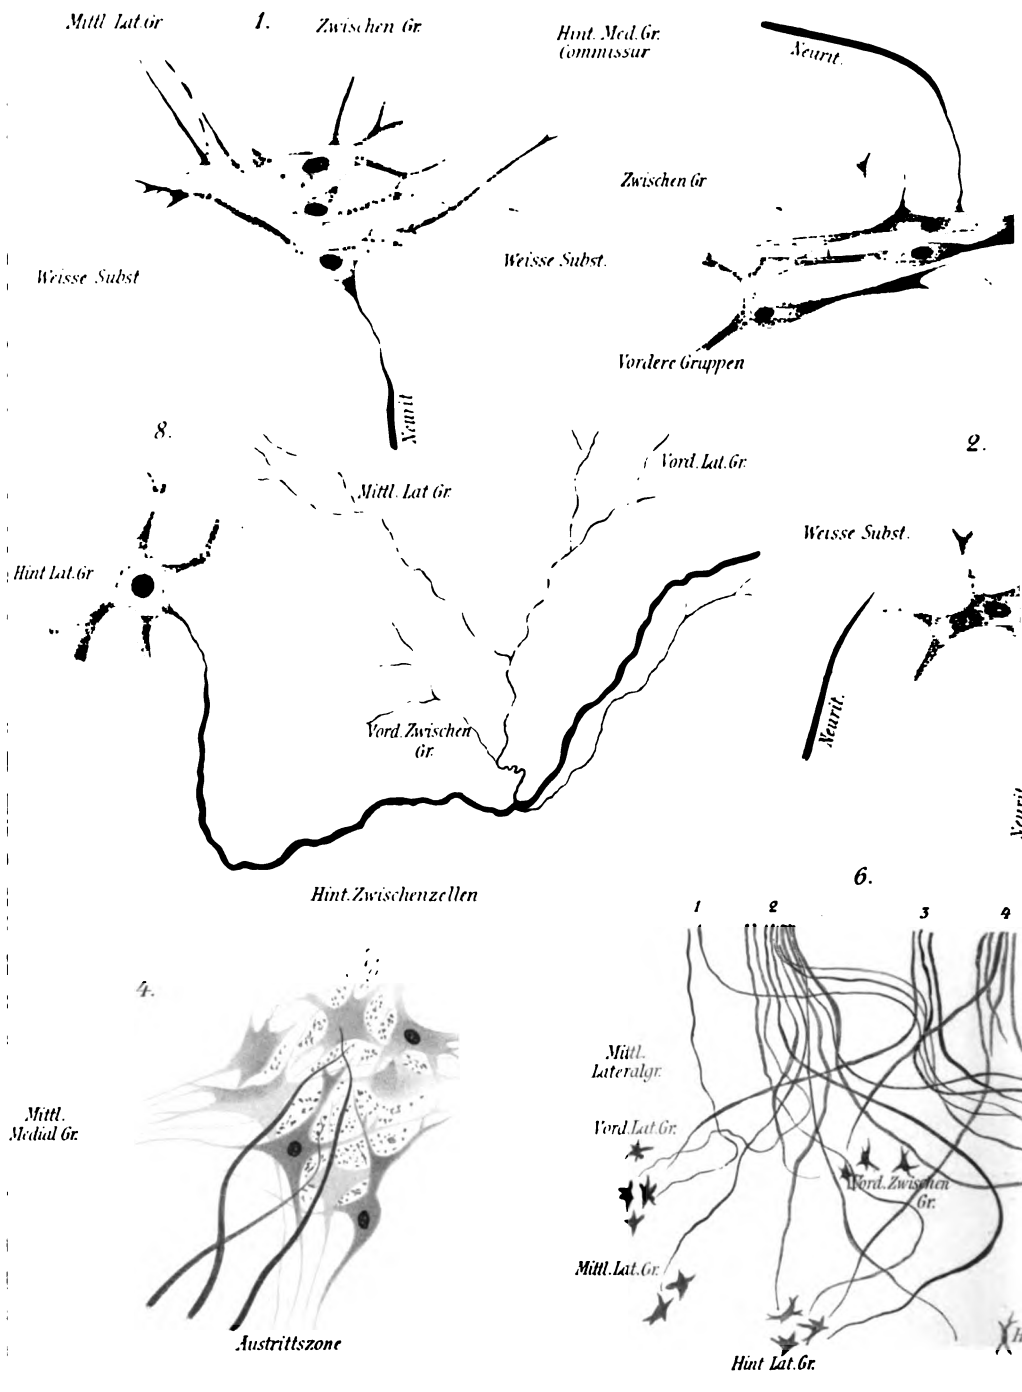 Mittl Lat.Gr
1.
Zwischen Gr.
Hint. Med. Gr.
Commissur
Neurit.
Zwischen Gr
Weisse Subst
Weisse Subst.
Vordere Gruppen
Neurit
8.
Mittl. Lat Gr.
Vord. Lat. Gr.
2.
Hint Lat. Gr
Weisse Subst.
Vord. Zwischen
Gr.
Neurit.
Neurit
Hint. Zwischenzellen
6.
1
2
3
4
4.
Mittl.
Lateralgr.
Mittl.
Medial Gr.
Vord. Lat. Gr.
Vord. Zwischen
Gr.
Mittl. Lat. Gr.
Austrittszone
Hint Lat. Gr.
H